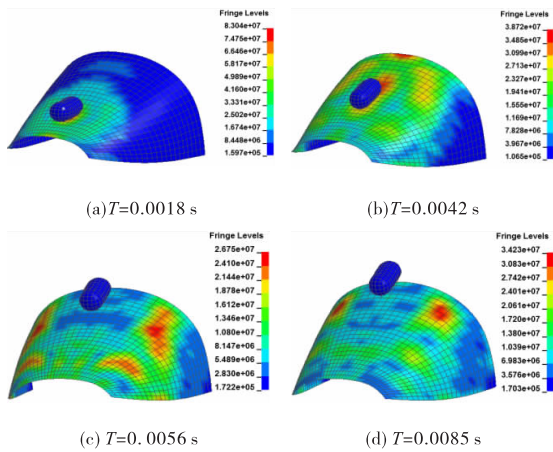 Fringe Levels
8.304e+07
7.475e+07
6.646e+07
5.817e+07
4.989e+07
4.160e+07
3.331e+07
2.502e+07
1.674e+07
8.448e+06
1.597e+05
(a)T=0.0018 s
Fringe Levels
3.872e+07
3.485e+07
3.099e+07
2.713e+07
2.327e+07
1.941e+07
1.555e+07
1.169e+07
7.828e+06
3.967e+06
1.065e+05
(b)T=0.0042 s
Fringe Levels
2.675e+07
2.410e+07
2.144e+07
1.878e+07
1.612e+07
1.346e+07
1.080e+07
8.147e+06
5.489e+06
2.830e+06
1.722e+05
(c) T=0.0056 s
Fringe Levels
3.423e+07
3.083e+07
2.742e+07
2.401e+07
2.061e+07
1.720e+07
1.380e+07
1.039e+07
6.983e+06
3.576e+06
1.703e+05
(d) T=0.0085 s